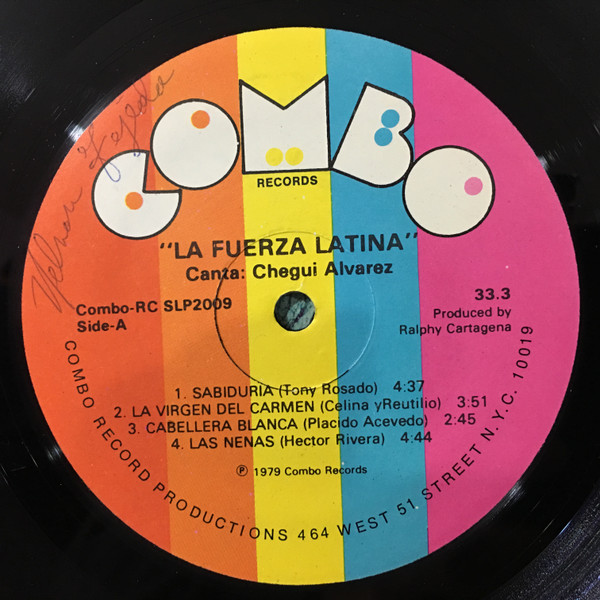 COMBO
RECORDS
"LA FUERZA LATINA"
Canta: Chegui Alvarez
Combo-RC SLP2009
Side-A
33.3
Produced by
Ralphy Cartagena
1. SABIDURIA (Tony Rosado) 4:37
2. LA VIRGEN DEL CARMEN (Celina yReutilio) 3:51
3. CABELLERA BLANCA (Placido Acevedo) 2:45
4. LAS NENAS (Hector Rivera) 4:44
℗ 1979 Combo Records
COMBO RECORD PRODUCTIONS 464 WEST 51 STREET N.Y.C. 10019